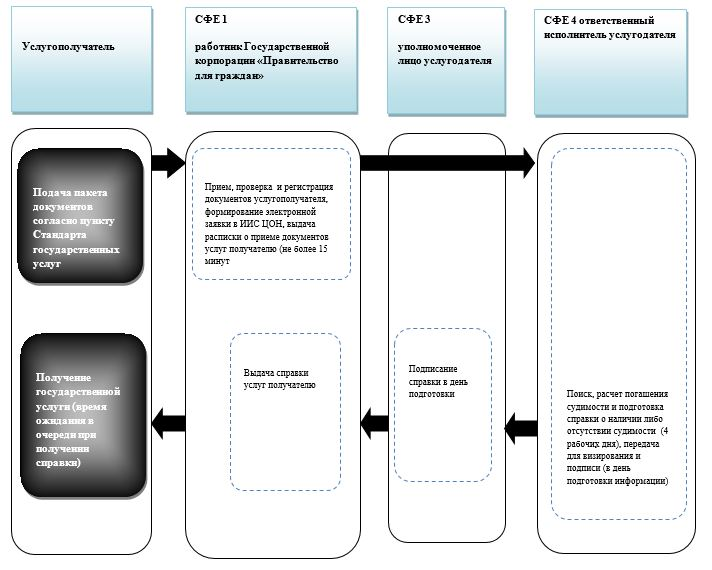 Услугополучатель
СФЕ 1
работник Государственной
корпорации «Правительство
для граждан»
СФЕ 3
уполномоченное
лицо услугодателя
СФЕ 4 ответственный
исполнитель услугодателя
Подача пакета
документов
согласно пункту
Стандарта
государственных
услуг
Прием, проверка и регистрация
документов услугополучателя,
формирование электронной
заявки в ИИС ЦОН, выдача
расписки о приеме документов
услуг получателю (не более 15
минут
Получение
государственной
услуги (время
ожидания в
очереди при
получении
справки)
Выдача справки
услуг получателю
Подписание
справки в день
подготовки
Поиск, расчет погашения
судимости и подготовка
справки о наличии либо
отсутствии судимости (4
рабочих дня), передача
для визирования и
подписи (в день
подготовки информации)